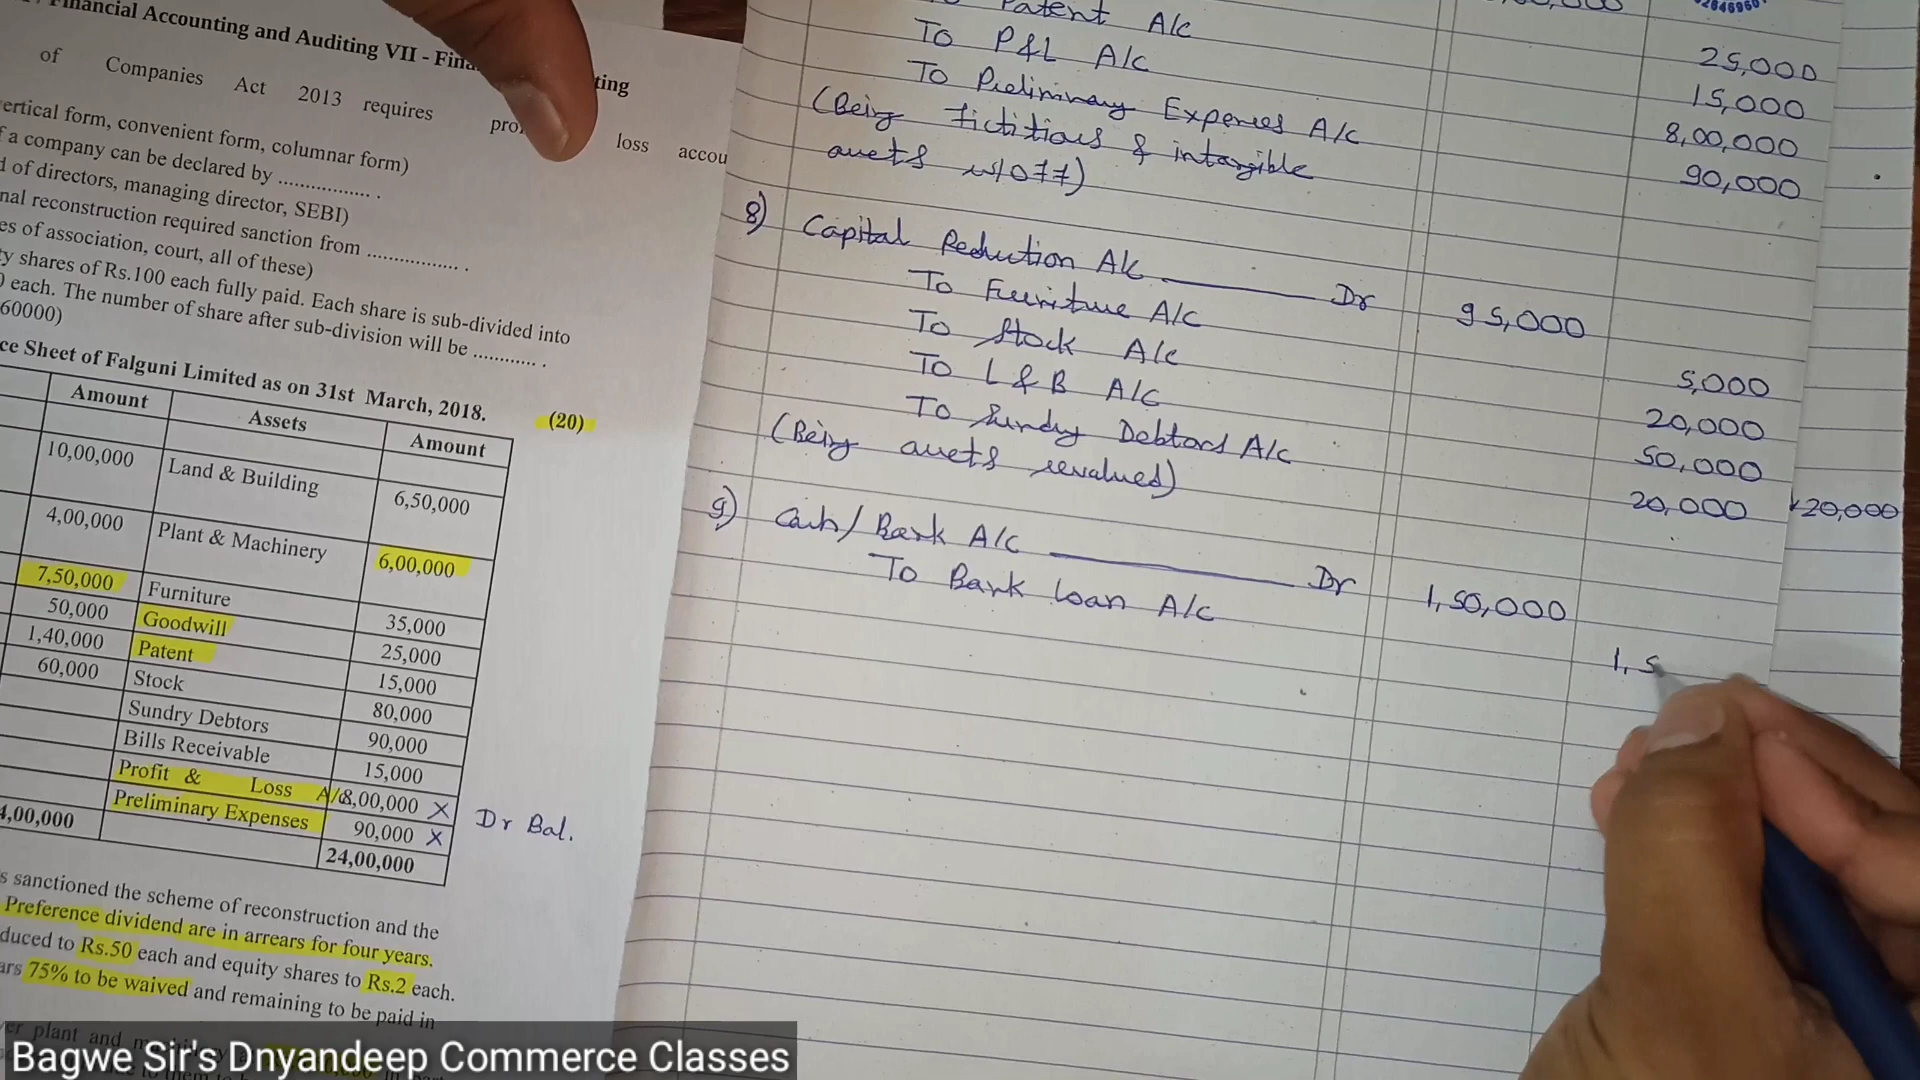 Financial Accounting and Auditing VII - ting
of Companies Act 2013 requires loss
ertical form, convenient form, columnar form)
f a company can be declared by ................. .
of directors, managing director, SEBI)
nal reconstruction required sanction from ................. .
es of association, court, all of these)
y shares of Rs.100 each fully paid. Each share is sub-divided into
each. The number of share after sub-division will be ............ .
60000)
ce Sheet of Falguni Limited as on 31st March, 2018. (20)
Amount Assets Amount
10,00,000 Land & Building 6,50,000
4,00,000 Plant & Machinery 6,00,000
7,50,000 Furniture 35,000
50,000 Goodwill 25,000
1,40,000 Patent 15,000
60,000 Stock 80,000
Sundry Debtors 90,000
Bills Receivable 15,000
Profit & Loss A/c 8,00,000 X Dr Bal.
Preliminary Expenses 90,000 X
4,00,000 24,00,000
s sanctioned the scheme of reconstruction and the
Preference dividend are in arrears for four years.
duced to Rs.50 each and equity shares to Rs.2 each.
ars 75% to be waived and remaining to be paid in
plant and
Patent A/c 25,000
To P&L A/c 15,000
To Preliminary Expenses A/c 8,00,000
(Being fictitious & intangible 90,000
assets w/off)
8) Capital Reduction A/c Dr 95,000
To Furniture A/c 5,000
To Stock A/c 20,000
To L & B A/c 50,000
To Sundry Debtors A/c 20,000 20,000
(Being assets revalued)
9) Cash/Bank A/c Dr 1,50,000
To Bank loan A/c 1,5
Bagwe Sir's Dnyandeep Commerce Classes